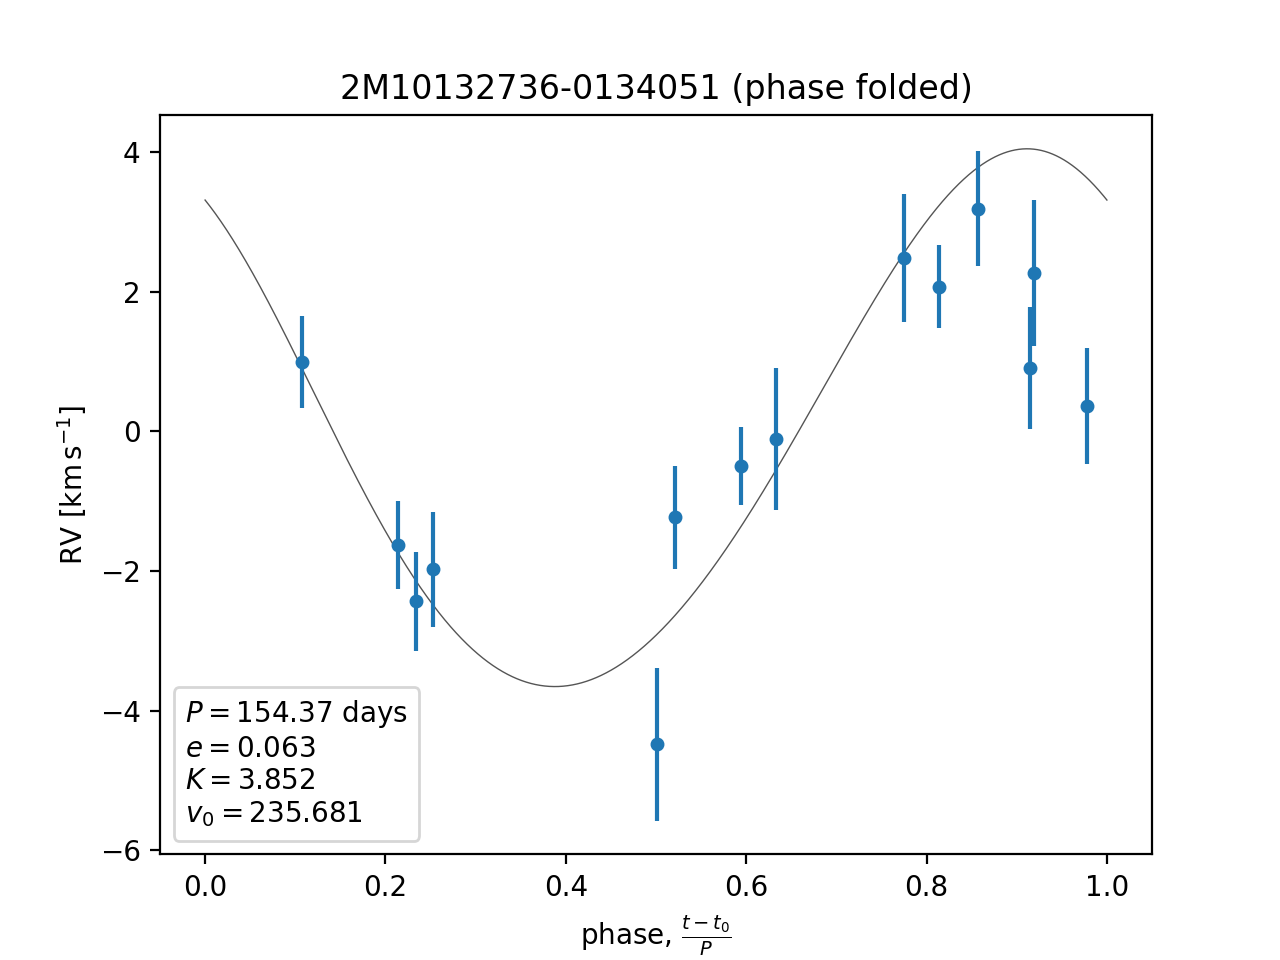 2M10132736-0134051 (phase folded)
RV [km s⁻¹]
4
2
0
−2
−4
−6
P = 154.37 days
e = 0.063
K = 3.852
v₀ = 235.681
0.0 0.2 0.4 0.6 0.8 1.0
phase, (t − t₀)/P